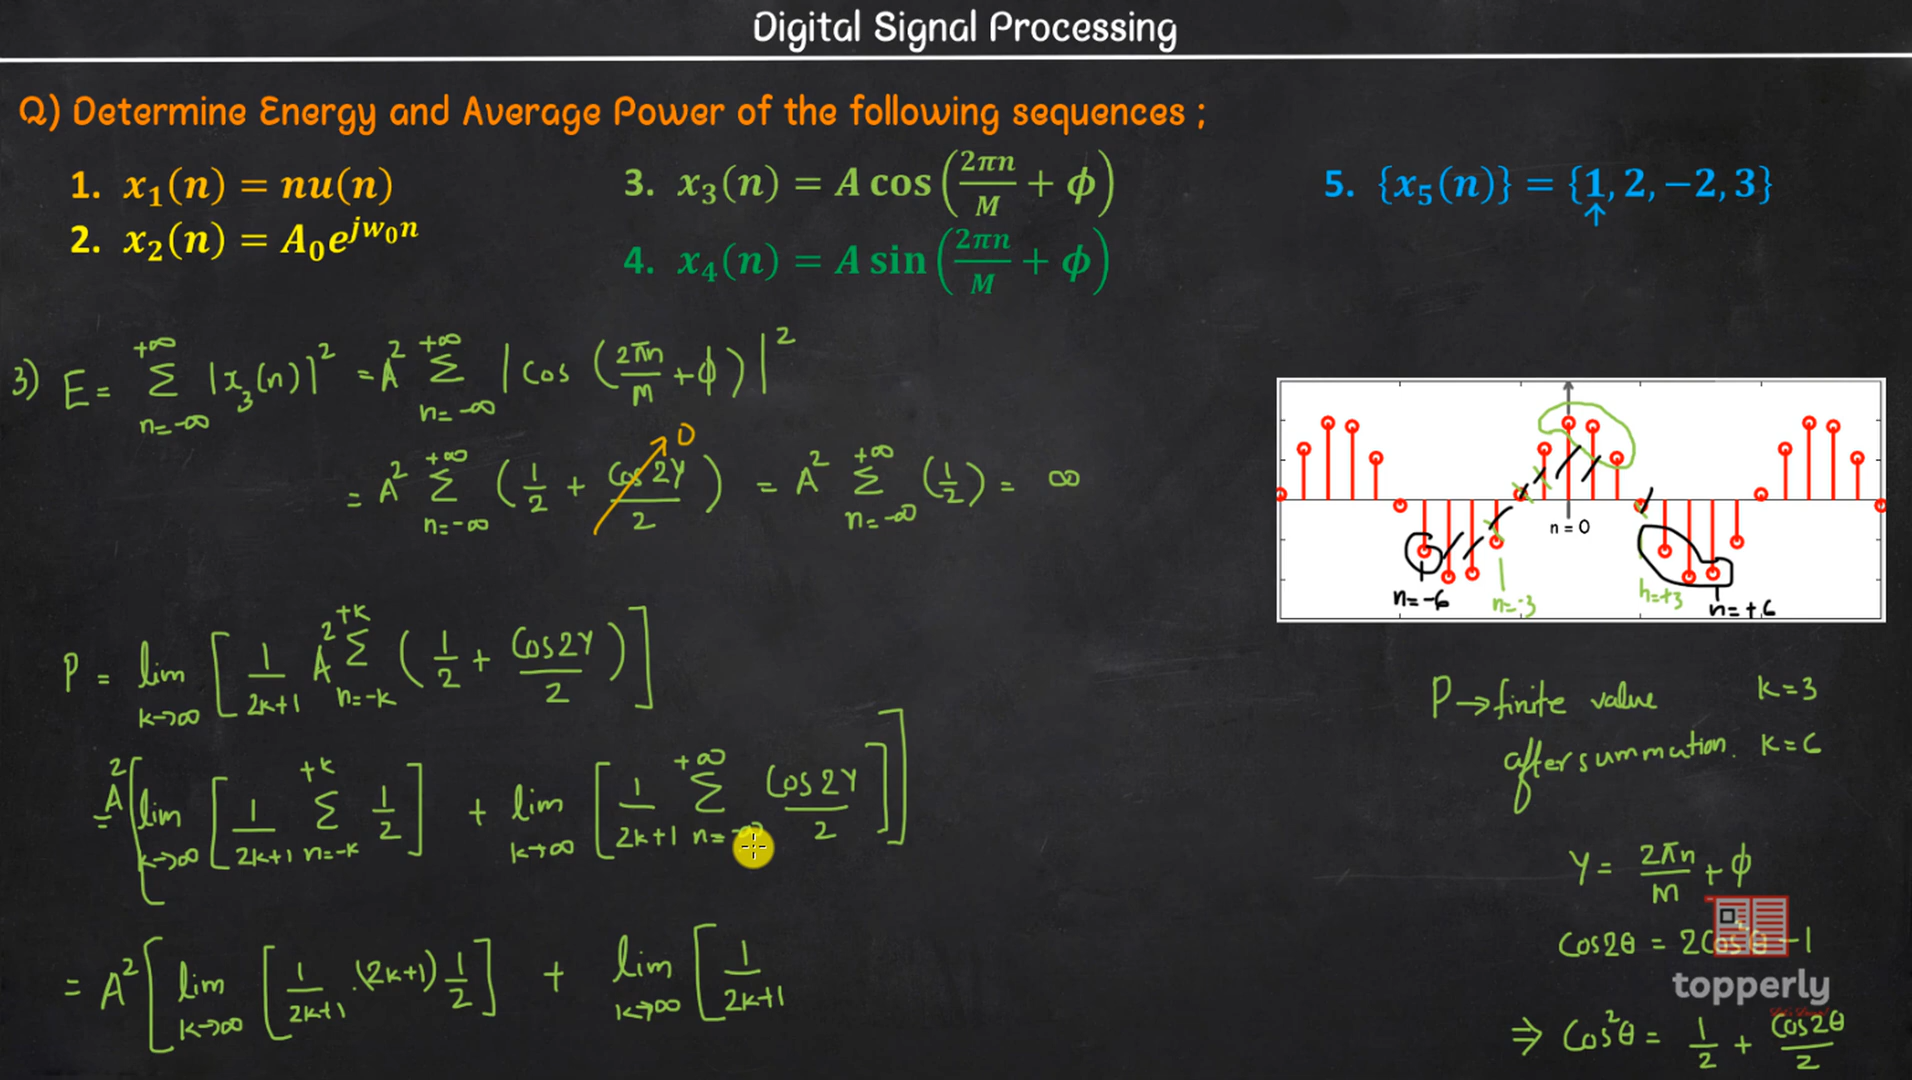 Digital Signal Processing
Q) Determine Energy and Average Power of the following sequences ;
1. x₁(n) = nu(n)
2. x₂(n) = A₀e^{jw₀n}
3. x₃(n) = A cos(2πn/M + ϕ)
4. x₄(n) = A sin(2πn/M + ϕ)
5. {x₅(n)} = {1, 2, −2, 3}
↑
3) E = Σ_{n=-∞}^{+∞} |x₃(n)|² = A² Σ_{n=-∞}^{+∞} |cos(2πn/m + ϕ)|²
= A² Σ_{n=-∞}^{+∞} (1/2 + Cos2Y/2) = A² Σ_{n=-∞}^{+∞} (1/2) = ∞
0
n = 0
n=-6 n=-3 n=+3 n=+6
P = lim_{k→∞} [1/(2k+1) A² Σ_{n=-k}^{+k} (1/2 + Cos2Y/2)]
= A² [lim_{k→∞} [1/(2k+1) Σ_{n=-k}^{+k} 1/2] + lim_{k→∞} [1/(2k+1) Σ_{n=-∞}^{+∞} Cos2Y/2]]
= A² [lim_{k→∞} [1/(2k+1) .(2k+1) 1/2] + lim_{k→∞} [1/(2k+1)
P → finite value k=3
after summation. k=6
Y = 2πn/m + ϕ
Cos2θ = 2Cos²θ −1
⇒ Cos²θ = 1/2 + Cos2θ/2
topperly